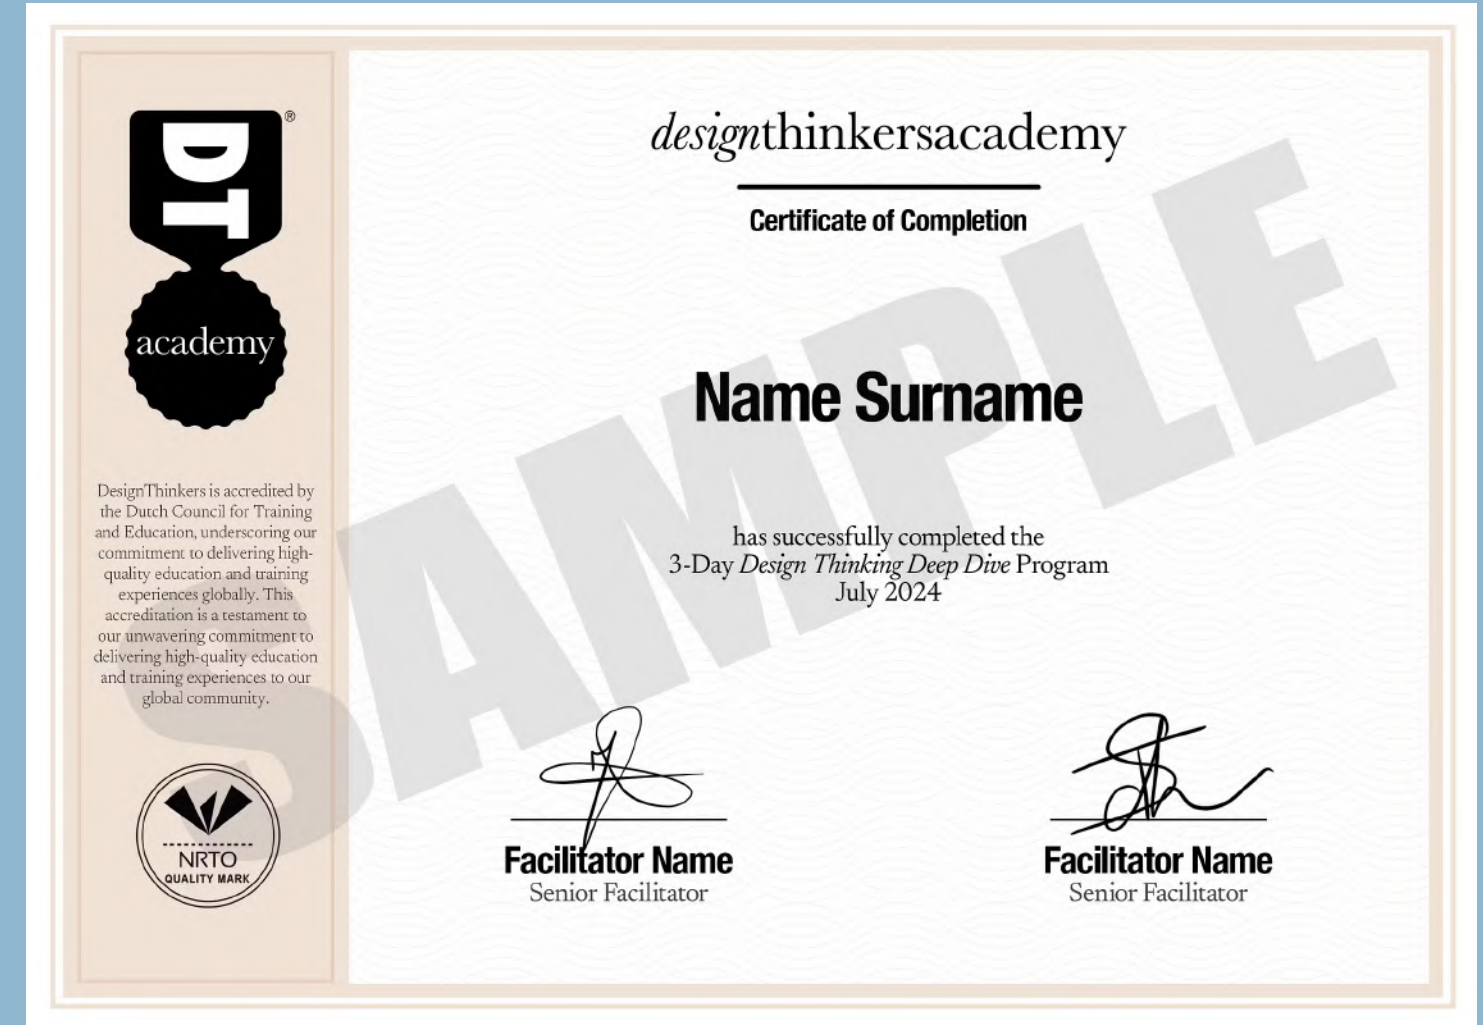 DT
®
academy
DesignThinkers is accredited by
the Dutch Council for Training
and Education, underscoring our
commitment to delivering high-
quality education and training
experiences globally. This
accreditation is a testament to
our unwavering commitment to
delivering high-quality education
and training experiences to our
global community.
NRTO
QUALITY MARK
designthinkersacademy
Certificate of Completion
Name Surname
has successfully completed the
3-Day Design Thinking Deep Dive Program
July 2024
SAMPLE
Facilitator Name
Senior Facilitator
Facilitator Name
Senior Facilitator